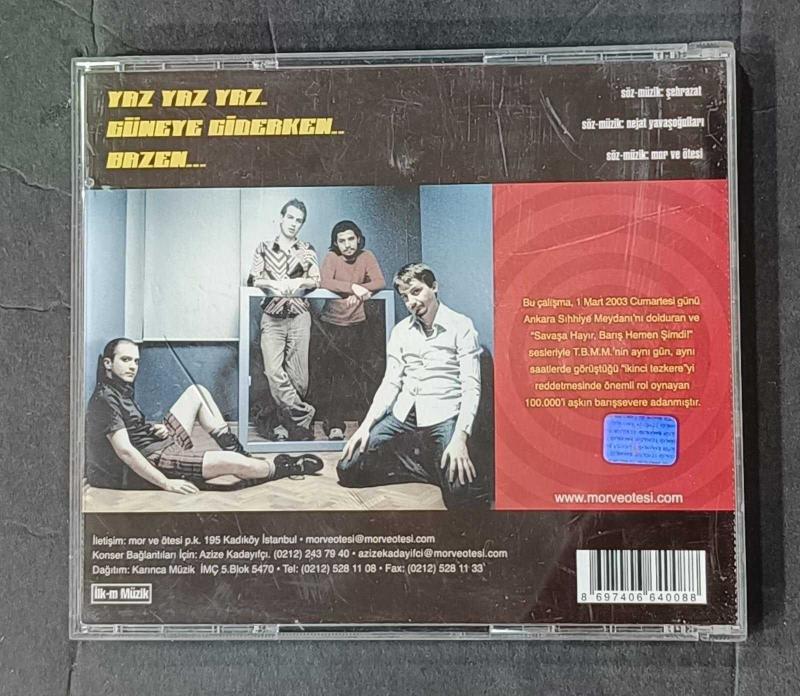 YAZ YAZ YAZ.
söz-müzik: şehrazat
GÜNEYE GİDERKEN..
söz-müzik: nejat yavaşoğulları
BAZEN...
söz-müzik: mor ve ötesi
Bu çalışma, 1 Mart 2003 Cumartesi günü
Ankara Sıhhiye Meydanı'nı dolduran ve
"Savaşa Hayır, Barış Hemen Şimdi!"
sesleriyle T.B.M.M.'nin aynı gün, aynı
saatlerde görüştüğü "ikinci tezkere"yi
reddetmesinde önemli rol oynayan
100.000'i aşkın barışsevere adanmıştır.
www.morveotesi.com
İletişim: mor ve ötesi p.k. 195 Kadıköy İstanbul • morveotesi@morveotesi.com
Konser Bağlantıları İçin: Azize Kadayıfçı. (0212) 243 79 40 • azizekadayifci@morveotesi.com
Dağıtım: Karınca Müzik İMÇ 5.Blok 5470 • Tel: (0212) 528 11 08 • Fax: (0212) 528 11 33
İlk-m Müzik
8 697406 640088